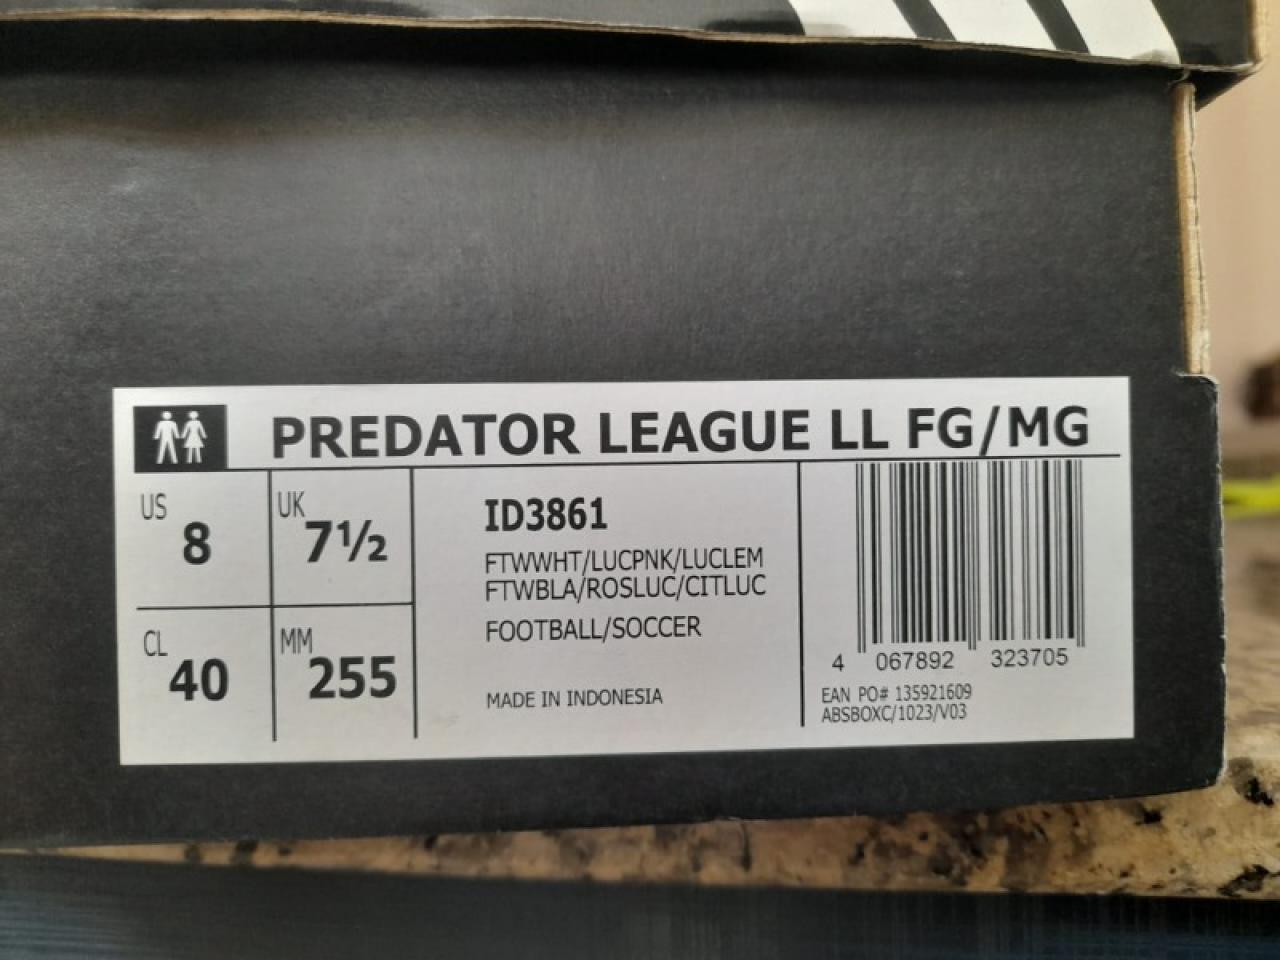 PREDATOR LEAGUE LL FG/MG
US 8
UK 7½
CL 40
MM 255
ID3861
FTWWHT/LUCPNK/LUCLEM
FTWBLA/ROSLUC/CITLUC
FOOTBALL/SOCCER
MADE IN INDONESIA
4 067892 323705
EAN PO# 135921609
ABSBOXC/1023/V03